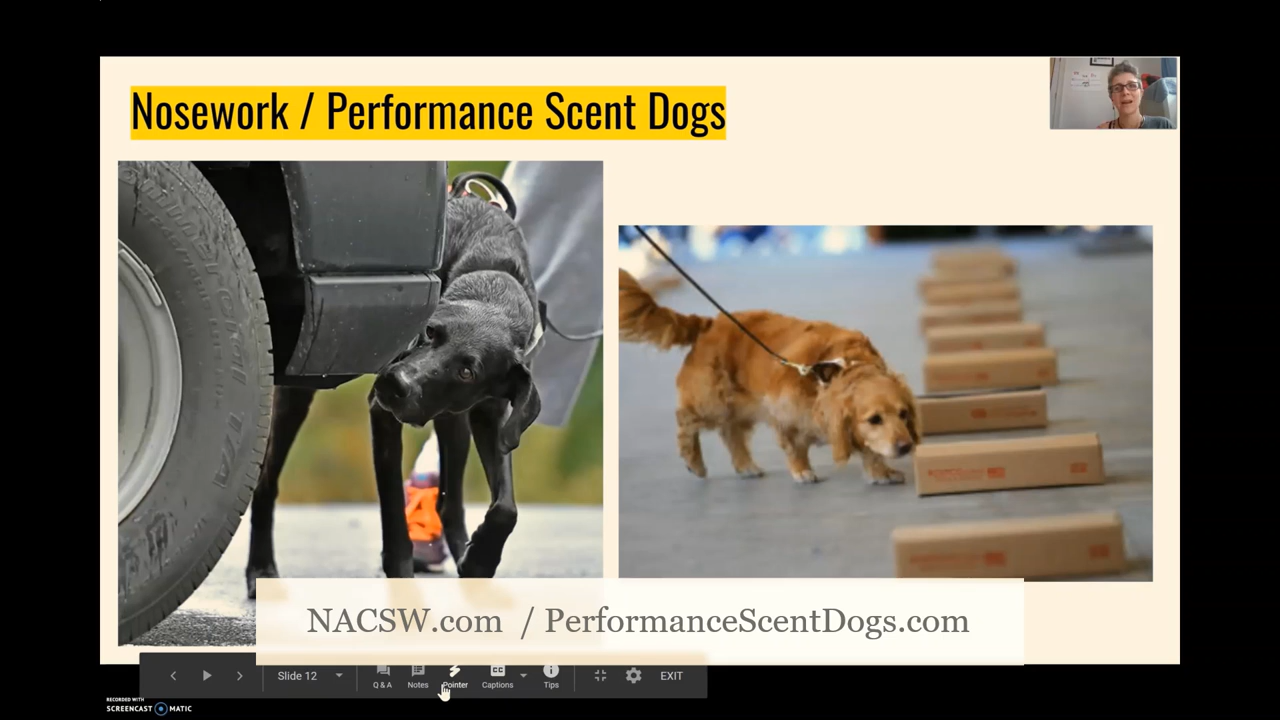 Nosework / Performance Scent Dogs
NACSW.com / PerformanceScentDogs.com
Slide 12
Q & A
Notes
Pointer
Captions
Tips
EXIT
RECORDED WITH
SCREENCAST MATIC